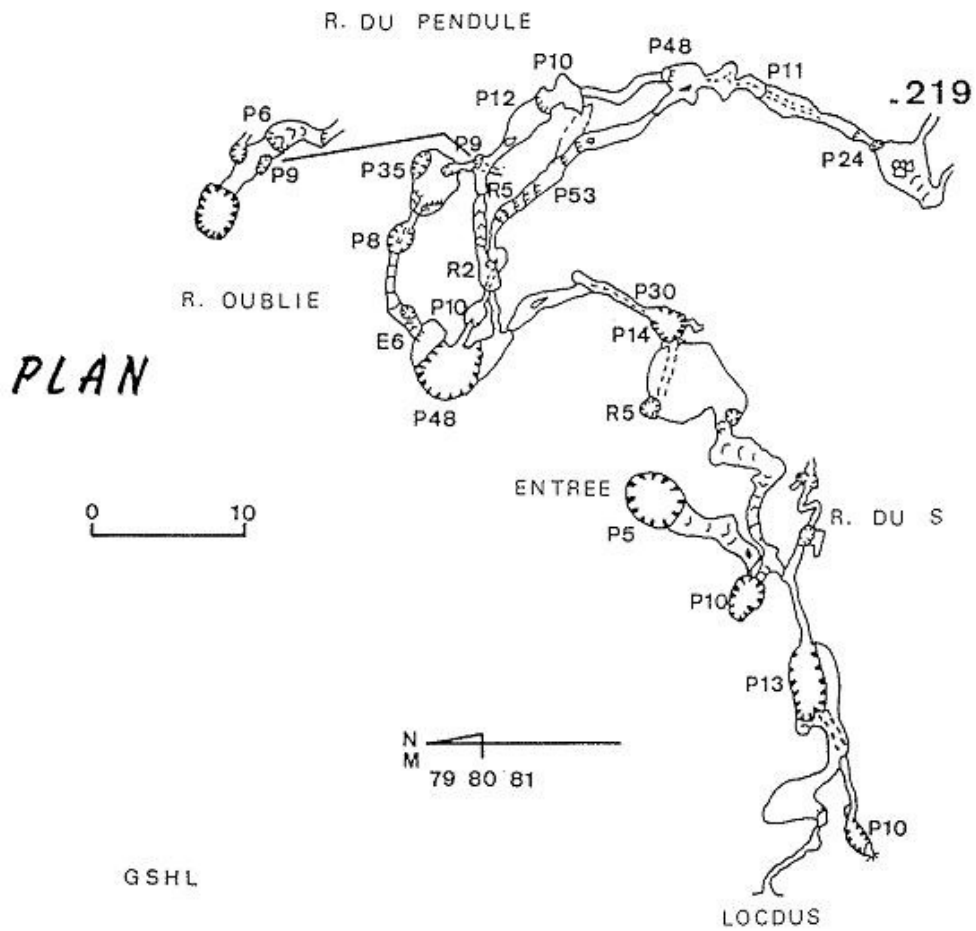 R. DU PENDULE
P48
P10
P11
P12
-219
P6
P9
P9
P35
P24
R5
P53
P8
R2
R. OUBLIE
P10
P30
E6
P14
PLAN
P48
R5
ENTREE
0 10
P5
R. DU S
P10
P13
N
M
79 80 81
P10
GSHL
LOCDUS